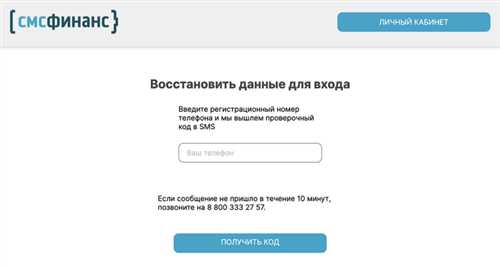 [смсфинанс}
ЛИЧНЫЙ КАБИНЕТ
Восстановить данные для входа
Введите регистрационный номер
телефона и мы вышлем проверочный
код в SMS
Ваш телефон
Если сообщение не пришло в течение 10 минут,
позвоните на 8 800 333 27 57.
ПОЛУЧИТЬ КОД